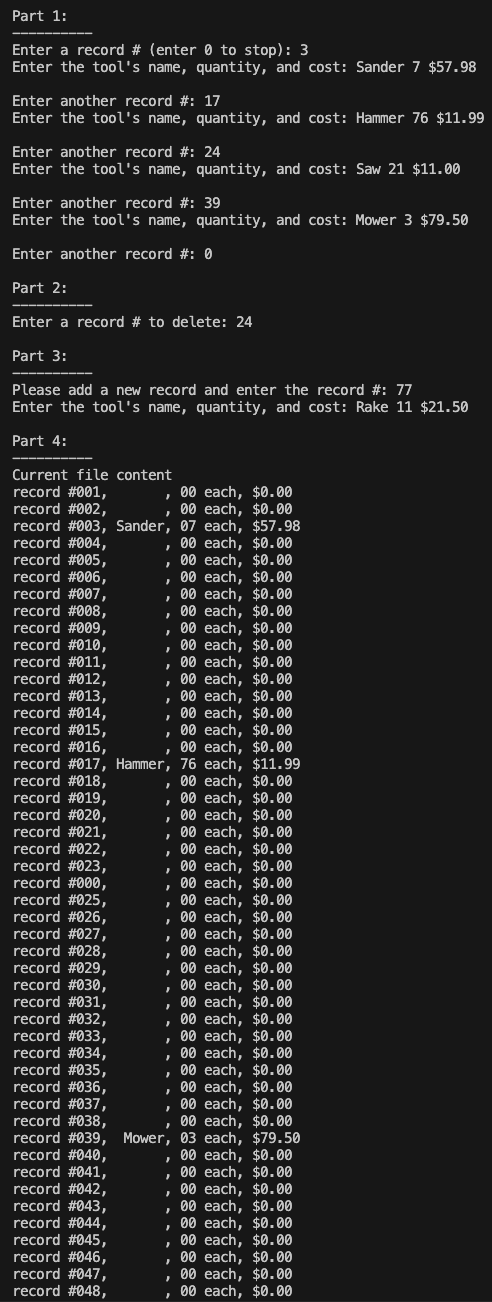 Part 1:
----------
Enter a record # (enter 0 to stop): 3
Enter the tool's name, quantity, and cost: Sander 7 $57.98

Enter another record #: 17
Enter the tool's name, quantity, and cost: Hammer 76 $11.99

Enter another record #: 24
Enter the tool's name, quantity, and cost: Saw 21 $11.00

Enter another record #: 39
Enter the tool's name, quantity, and cost: Mower 3 $79.50

Enter another record #: 0

Part 2:
----------
Enter a record # to delete: 24

Part 3:
----------
Please add a new record and enter the record #: 77
Enter the tool's name, quantity, and cost: Rake 11 $21.50

Part 4:
----------
Current file content
record #001,       , 00 each, $0.00
record #002,       , 00 each, $0.00
record #003, Sander, 07 each, $57.98
record #004,       , 00 each, $0.00
record #005,       , 00 each, $0.00
record #006,       , 00 each, $0.00
record #007,       , 00 each, $0.00
record #008,       , 00 each, $0.00
record #009,       , 00 each, $0.00
record #010,       , 00 each, $0.00
record #011,       , 00 each, $0.00
record #012,       , 00 each, $0.00
record #013,       , 00 each, $0.00
record #014,       , 00 each, $0.00
record #015,       , 00 each, $0.00
record #016,       , 00 each, $0.00
record #017, Hammer, 76 each, $11.99
record #018,       , 00 each, $0.00
record #019,       , 00 each, $0.00
record #020,       , 00 each, $0.00
record #021,       , 00 each, $0.00
record #022,       , 00 each, $0.00
record #023,       , 00 each, $0.00
record #000,       , 00 each, $0.00
record #025,       , 00 each, $0.00
record #026,       , 00 each, $0.00
record #027,       , 00 each, $0.00
record #028,       , 00 each, $0.00
record #029,       , 00 each, $0.00
record #030,       , 00 each, $0.00
record #031,       , 00 each, $0.00
record #032,       , 00 each, $0.00
record #033,       , 00 each, $0.00
record #034,       , 00 each, $0.00
record #035,       , 00 each, $0.00
record #036,       , 00 each, $0.00
record #037,       , 00 each, $0.00
record #038,       , 00 each, $0.00
record #039,  Mower, 03 each, $79.50
record #040,       , 00 each, $0.00
record #041,       , 00 each, $0.00
record #042,       , 00 each, $0.00
record #043,       , 00 each, $0.00
record #044,       , 00 each, $0.00
record #045,       , 00 each, $0.00
record #046,       , 00 each, $0.00
record #047,       , 00 each, $0.00
record #048,       , 00 each, $0.00